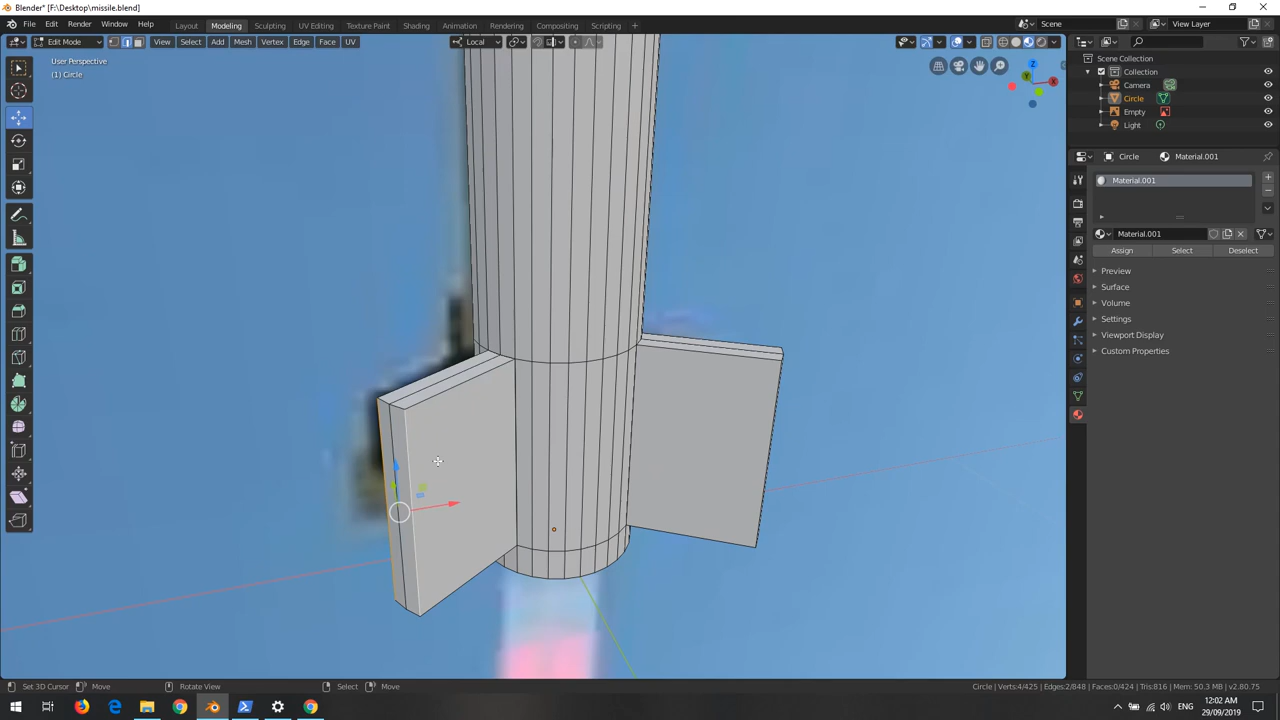 Blender* [F:\Desktop\missile.blend]
File Edit Render Window Help Layout Modeling Sculpting UV Editing Texture Paint Shading Animation Rendering Compositing Scripting + Scene View Layer
Edit Mode View Select Add Mesh Vertex Edge Face UV Local
User Perspective
(1) Circle
Z
Y
X
Scene Collection
Collection
Camera
Circle
Empty
Light
Circle Material.001
Material.001
Material.001
Assign Select Deselect
Preview
Surface
Volume
Settings
Viewport Display
Custom Properties
Set 3D Cursor Move Rotate View Select Move Circle | Verts:4/425 | Edges:2/848 | Faces:0/424 | Tris:816 | Mem: 50.3 MB | v2.80.75
ENG 12:02 AM
29/09/2019